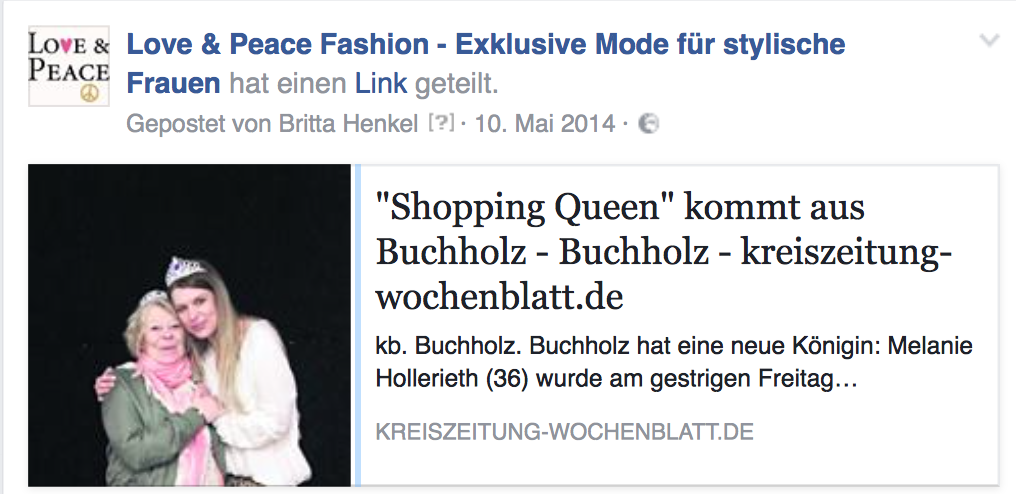 LOVE &
PEACE
Love & Peace Fashion - Exklusive Mode für stylische
Frauen hat einen Link geteilt.
Gepostet von Britta Henkel [?] · 10. Mai 2014 ·
"Shopping Queen" kommt aus
Buchholz - Buchholz - kreiszeitung-
wochenblatt.de
kb. Buchholz. Buchholz hat eine neue Königin: Melanie
Hollerieth (36) wurde am gestrigen Freitag...
KREISZEITUNG-WOCHENBLATT.DE